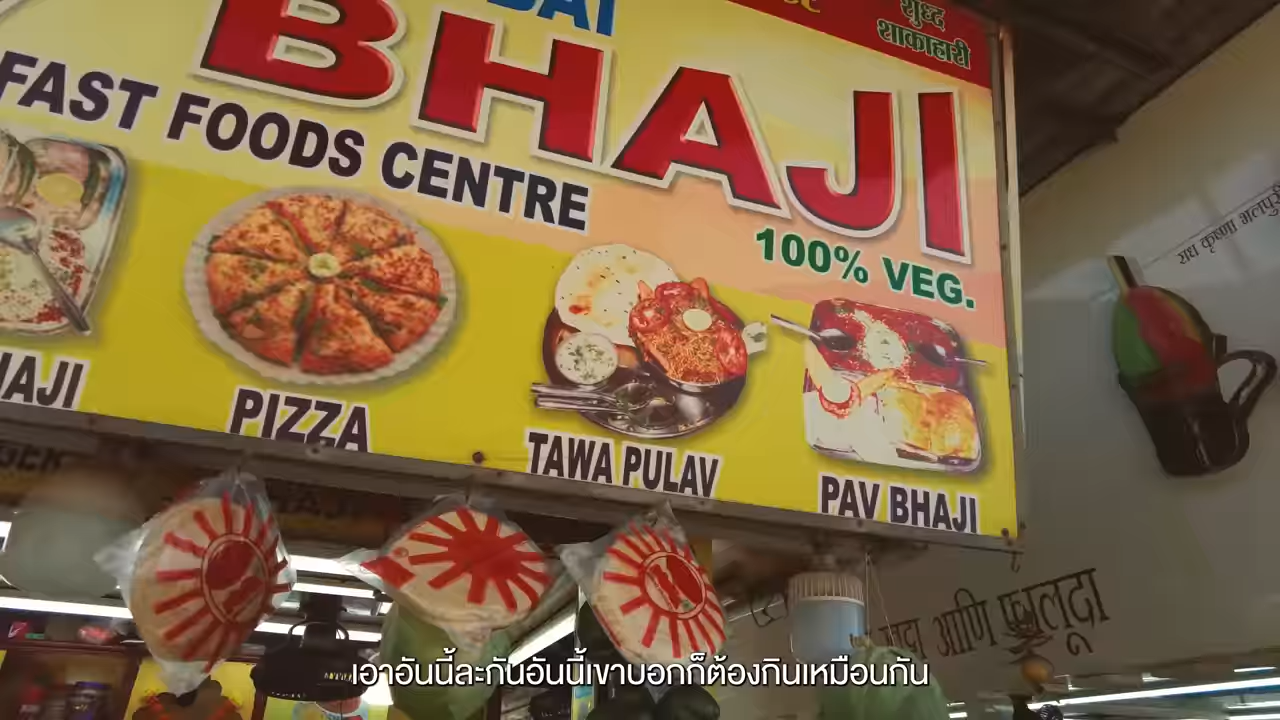 BHAJI
शुध्द
शाकाहारी
FAST FOODS CENTRE
100% VEG.
PIZZA
TAWA PULAV
PAV BHAJI
राधे कृष्णा भेलपुरी
आणि फालूदा
เอาอันนี้ละกันอันนี้เขาบอกก็ต้องกินเหมือนกัน